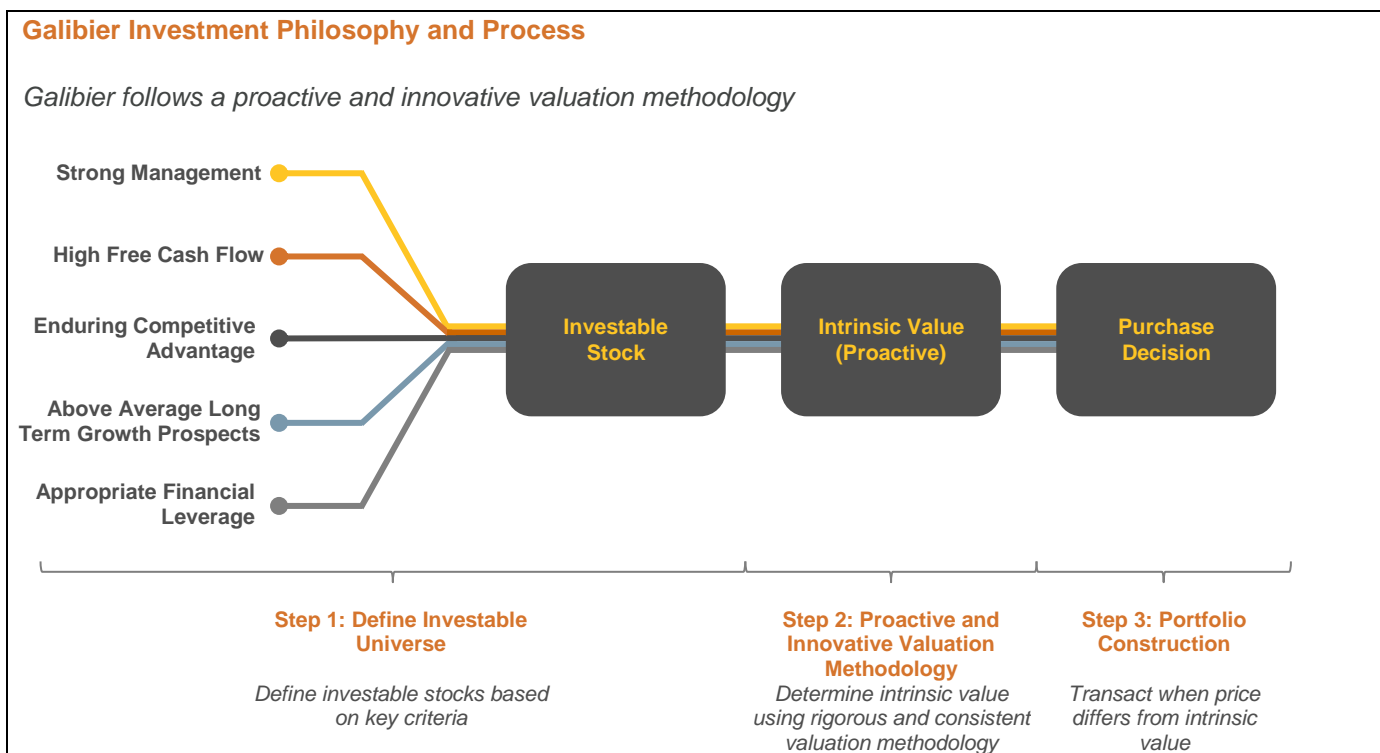 Galibier Investment Philosophy and Process
Galibier follows a proactive and innovative valuation methodology
Strong Management
High Free Cash Flow
Enduring Competitive
Advantage
Above Average Long
Term Growth Prospects
Appropriate Financial
Leverage
Investable
Stock
Intrinsic Value
(Proactive)
Purchase
Decision
Step 1: Define Investable
Universe
Define investable stocks based
on key criteria
Step 2: Proactive and
Innovative Valuation
Methodology
Determine intrinsic value
using rigorous and consistent
valuation methodology
Step 3: Portfolio
Construction
Transact when price
differs from intrinsic
value